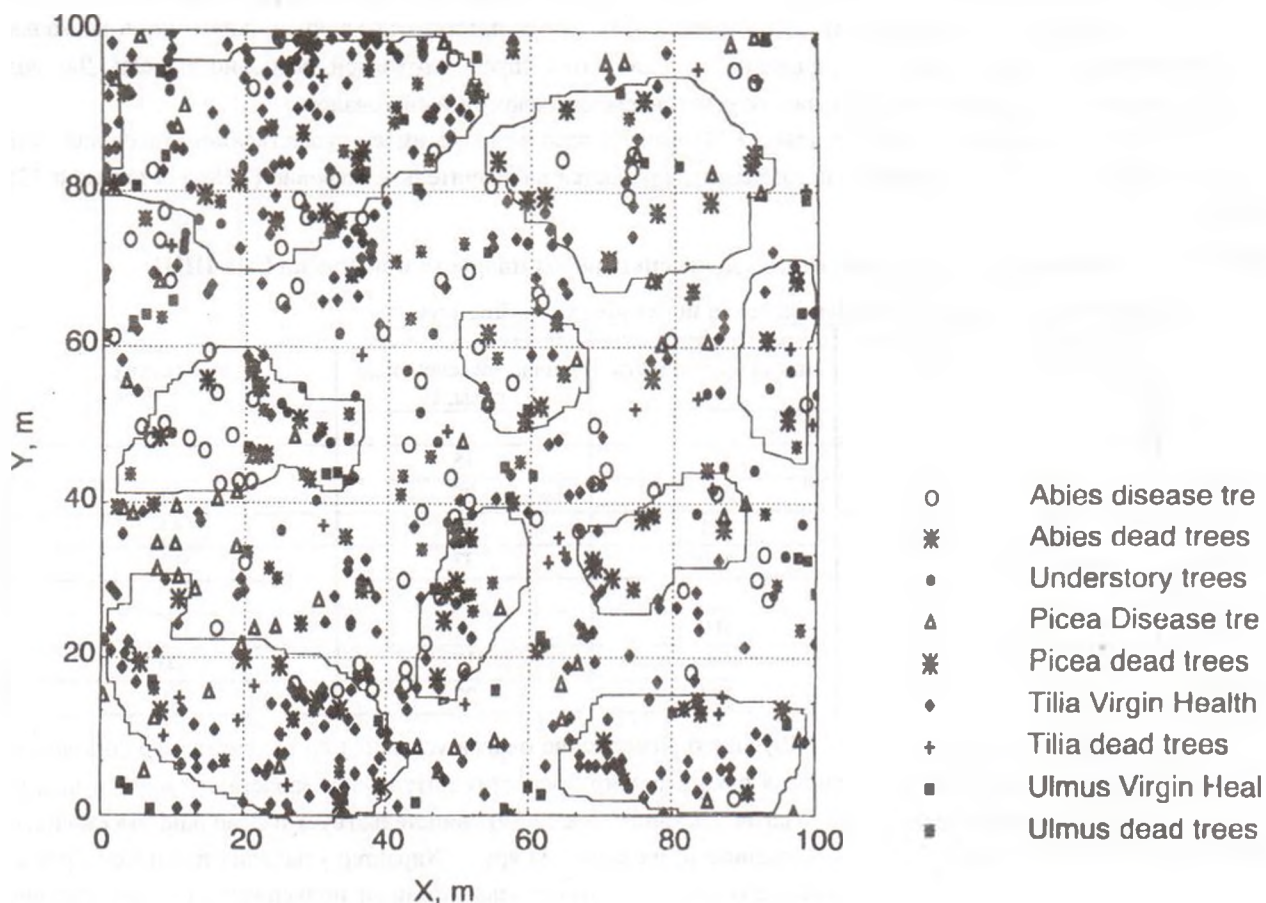 100
80
60
40
20
0
Y, m
0
20
40
60
80
100
X, m
Abies disease tre
Abies dead trees
Understory trees
Picea Disease tre
Picea dead trees
Tilia Virgin Health
Tilia dead trees
Ulmus Virgin Heal
Ulmus dead trees